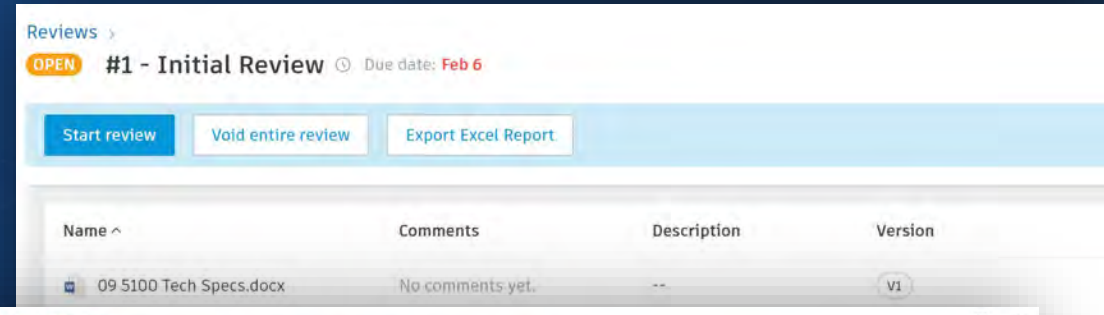 Reviews >
OPEN #1 - Initial Review Due date: Feb 6
Start review Void entire review Export Excel Report
Name Comments Description Version
09 5100 Tech Specs.docx No comments yet. -- V1